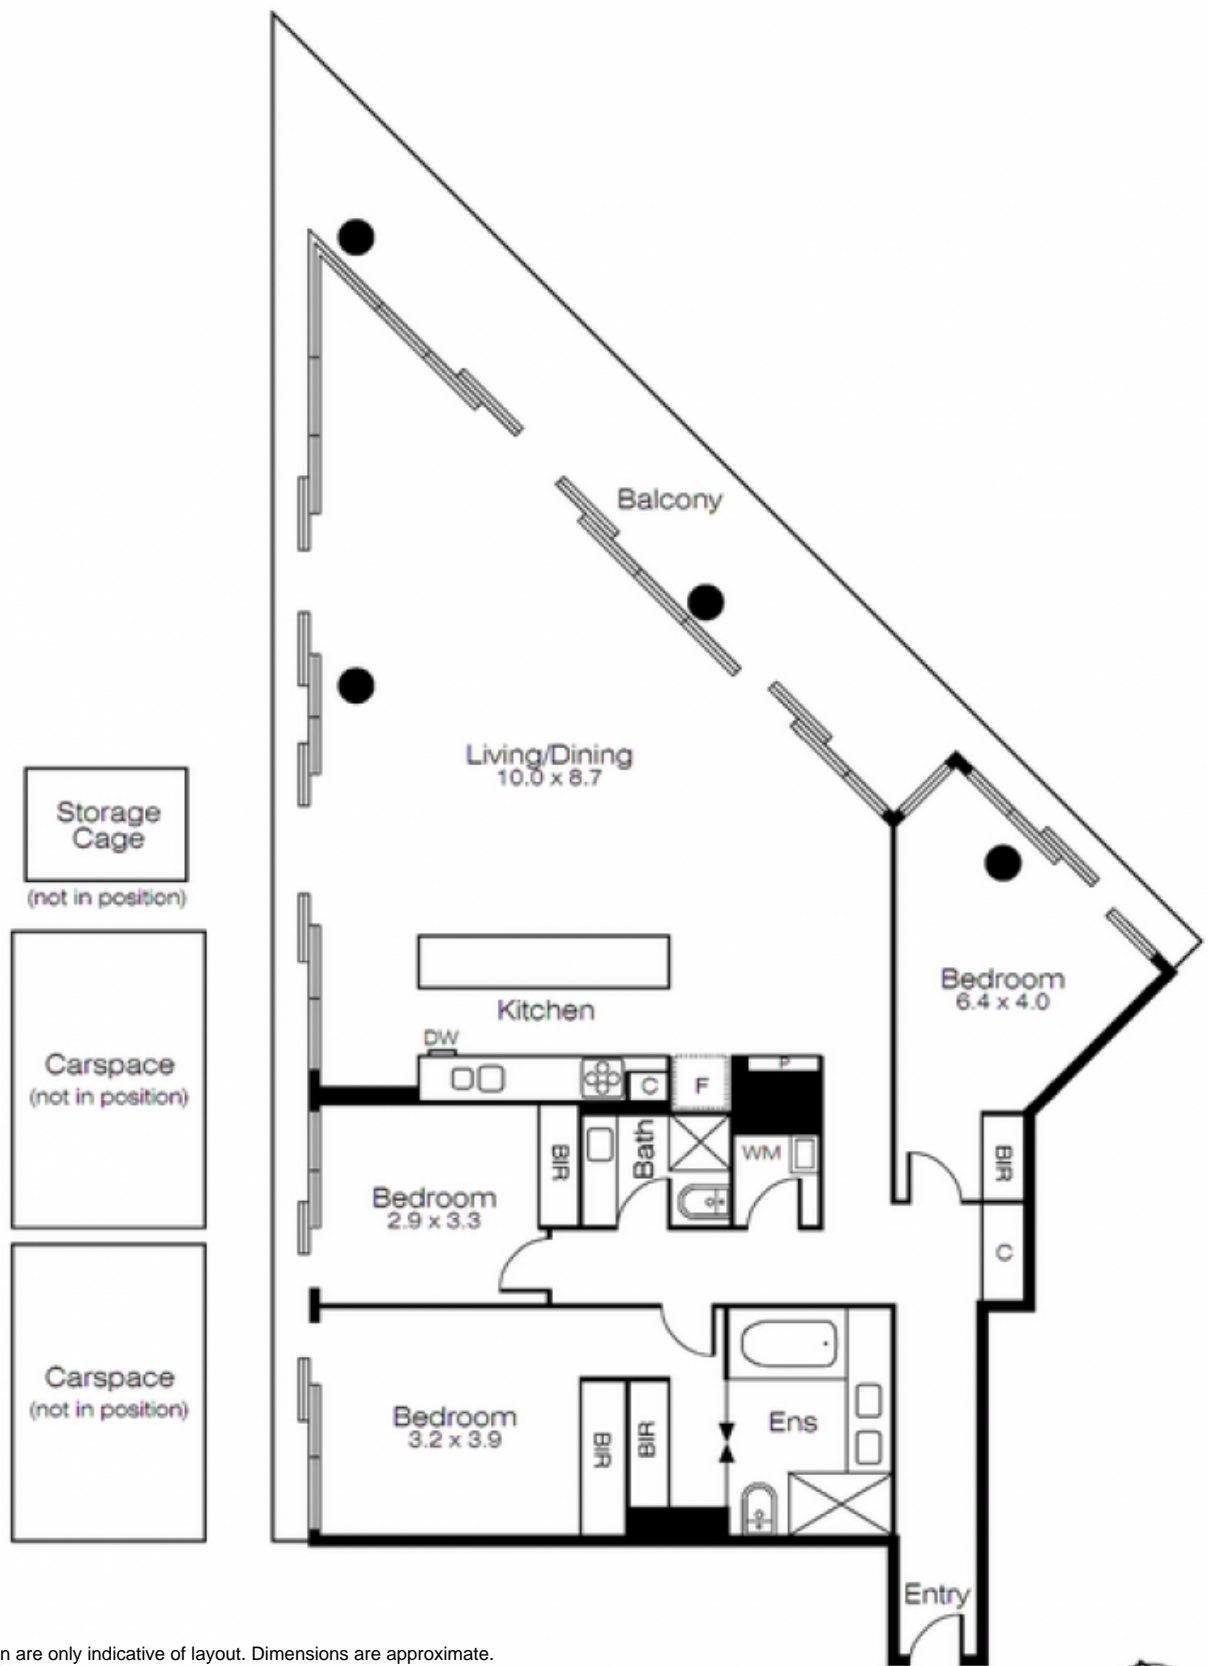 Balcony
Living/Dining
10.0 x 8.7
Storage
Cage
(not in position)
Bedroom
6.4 x 4.0
Kitchen
DW
Carspace
(not in position)
C
F
P
BIR
Bath
WM
BIR
Bedroom
2.9 x 3.3
C
Carspace
(not in position)
Bedroom
3.2 x 3.9
BIR
BIR
Ens
Entry
n are only indicative of layout. Dimensions are approximate.